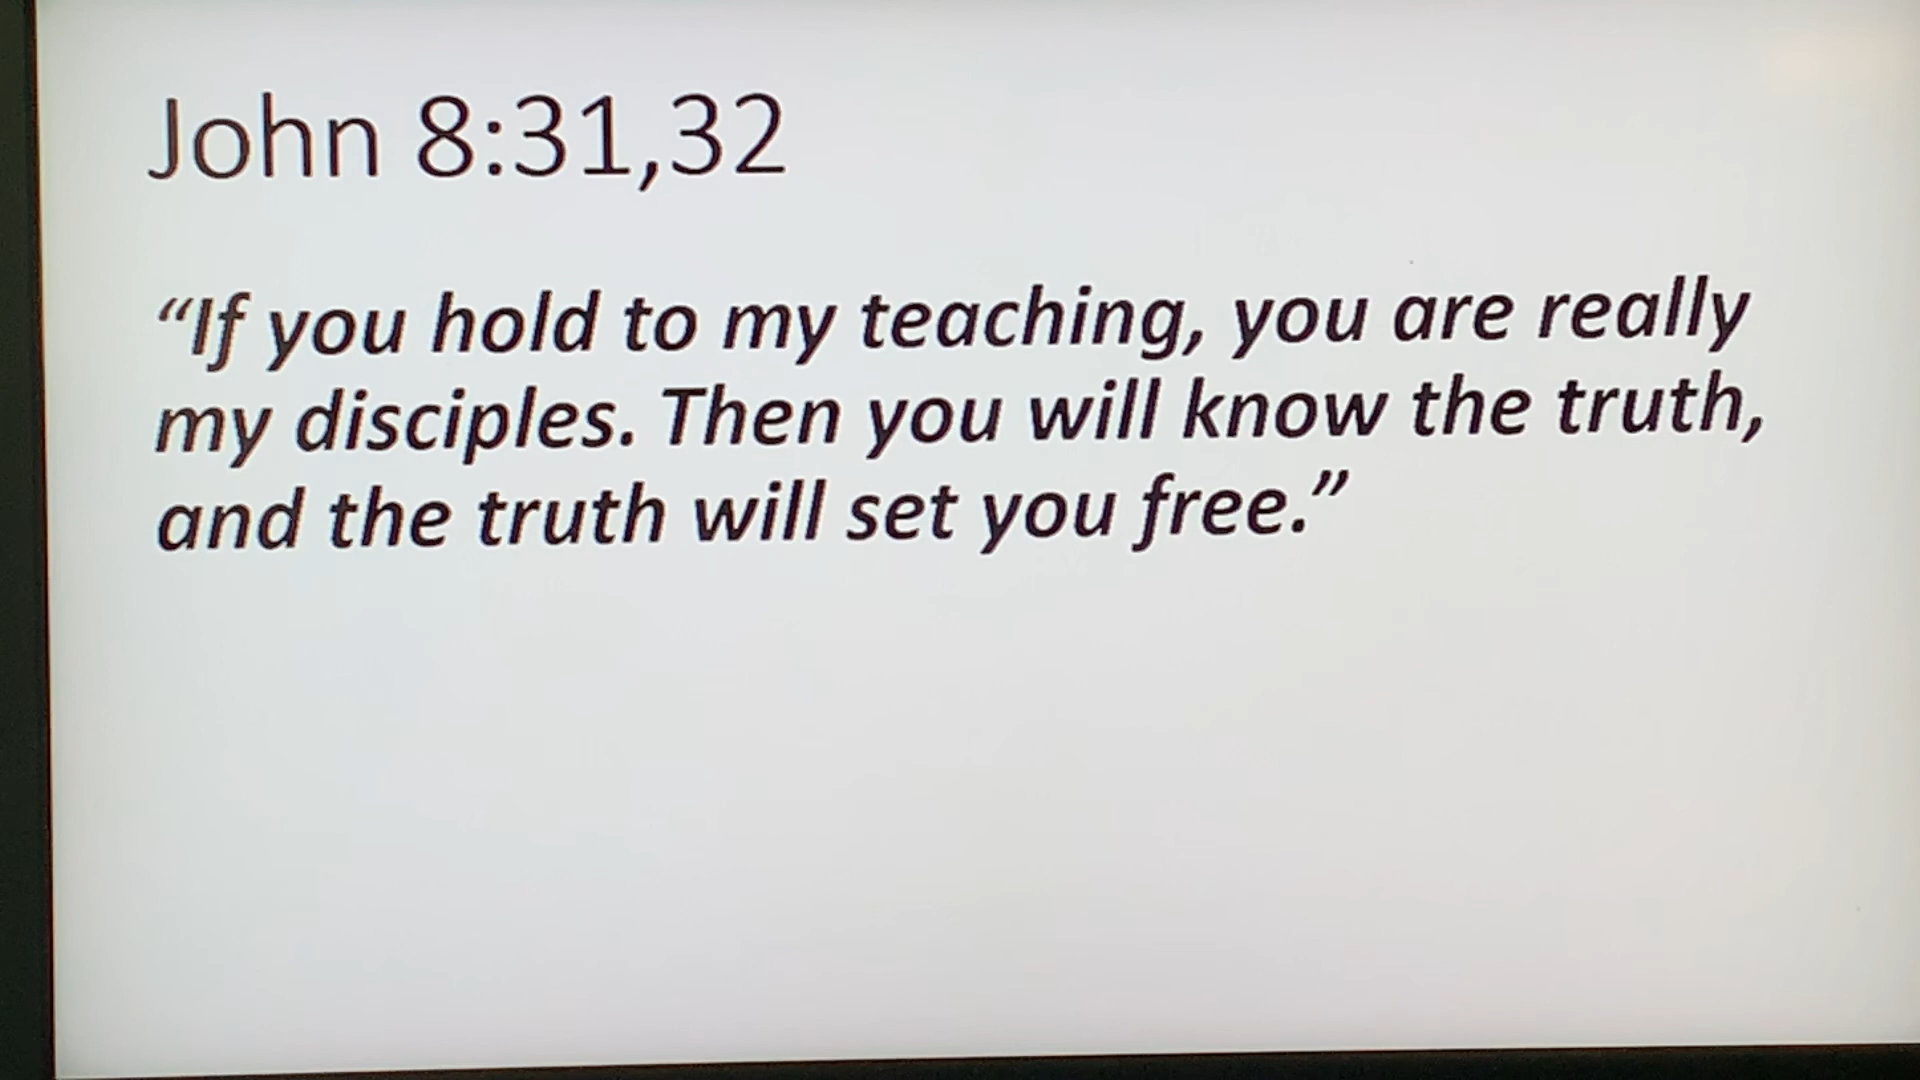 John 8:31,32
“If you hold to my teaching, you are really
my disciples. Then you will know the truth,
and the truth will set you free.”